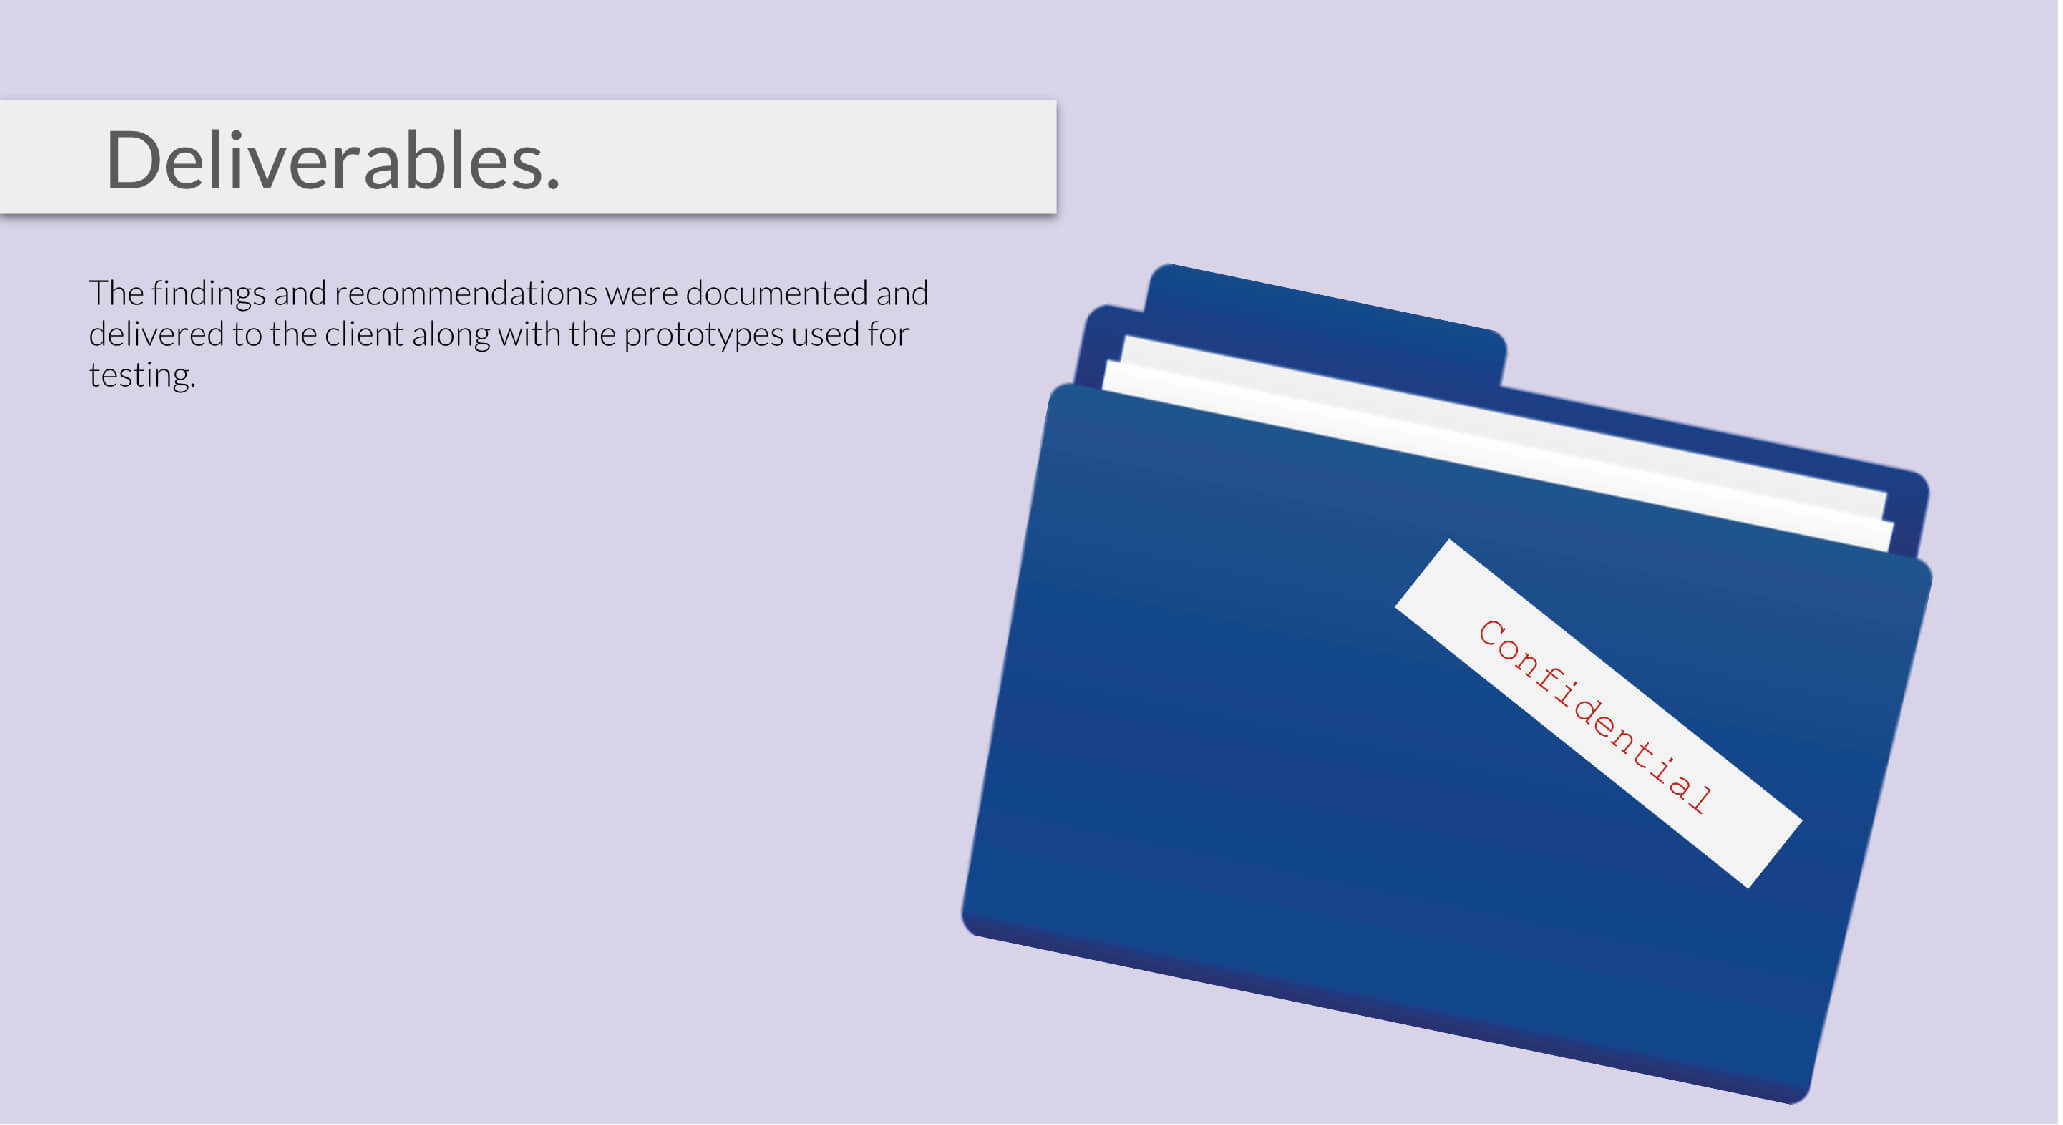 Deliverables.
The findings and recommendations were documented and
delivered to the client along with the prototypes used for
testing.
Confidential